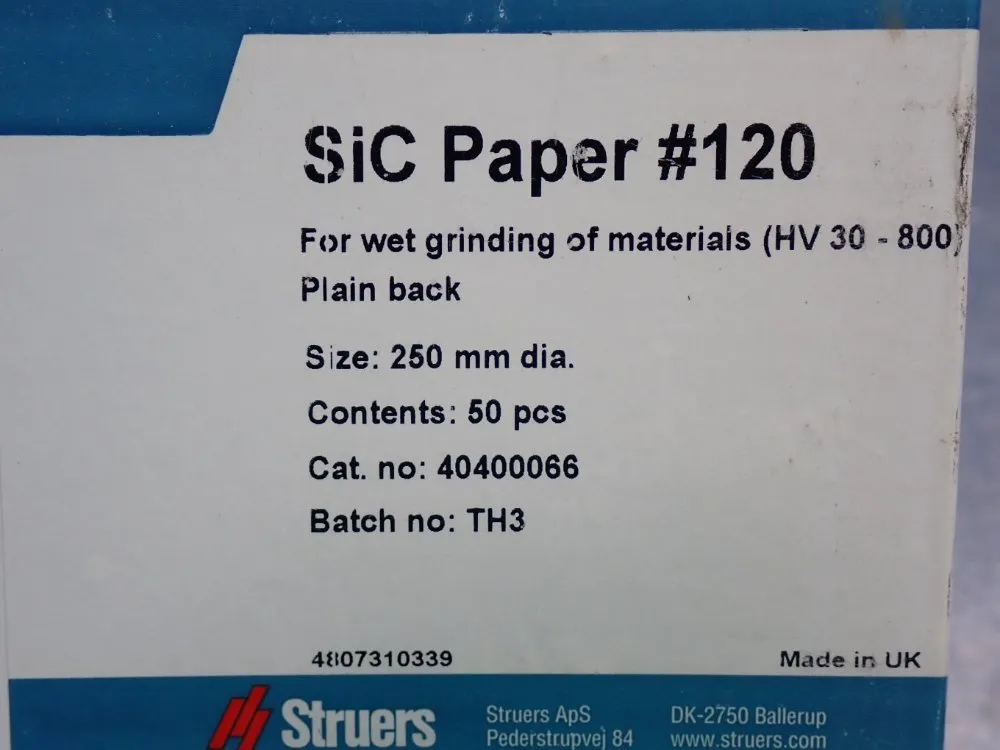 SiC Paper #120
For wet grinding of materials (HV 30 - 800)
Plain back
Size: 250 mm dia.
Contents: 50 pcs
Cat. no: 40400066
Batch no: TH3
4807310339 Made in UK
Struers Struers ApS DK-2750 Ballerup
Pederstrupvej 84 www.struers.com